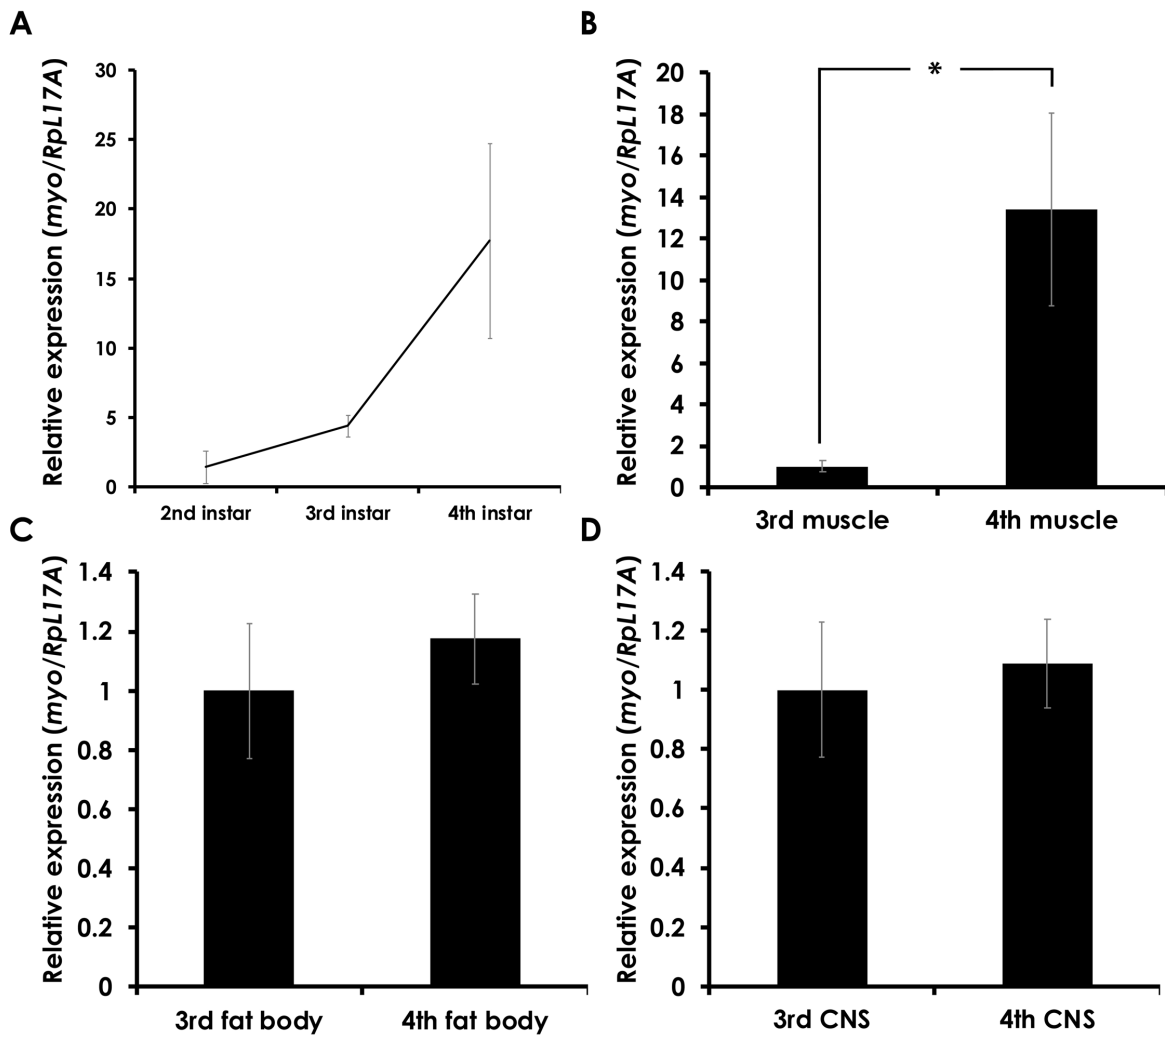 A
Relative expression (myo/RpL17A)
30
25
20
15
10
5
0
2nd instar 3rd instar 4th instar
B
Relative expression (myo/RpL17A)
20
18
16
14
12
10
8
6
4
2
0
*
3rd muscle 4th muscle
C
Relative expression (myo/RpL17A)
1.4
1.2
1
0.8
0.6
0.4
0.2
0
3rd fat body 4th fat body
D
Relative expression (myo/RpL17A)
1.4
1.2
1
0.8
0.6
0.4
0.2
0
3rd CNS 4th CNS